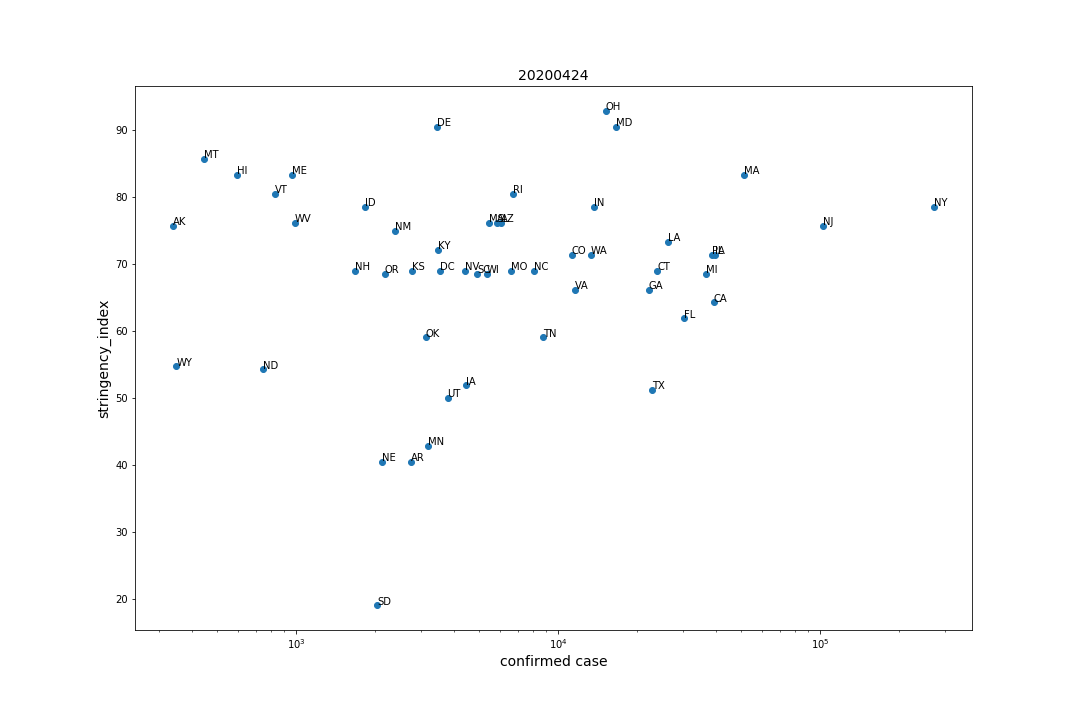 20200424
stringency_index
90
80
70
60
50
40
30
20
OH
MD
DE
MT
HI
ME
MA
VT
RI
ID
IN
NY
AK
WV
NM
AZ
NJ
KY
LA
CO
WA
NH
OR
KS
DC
NV
SC
WI
MO
NC
CT
MI
VA
GA
CA
FL
OK
TN
WY
ND
IA
UT
TX
MN
NE
AR
SD
10³
10⁴
10⁵
confirmed case